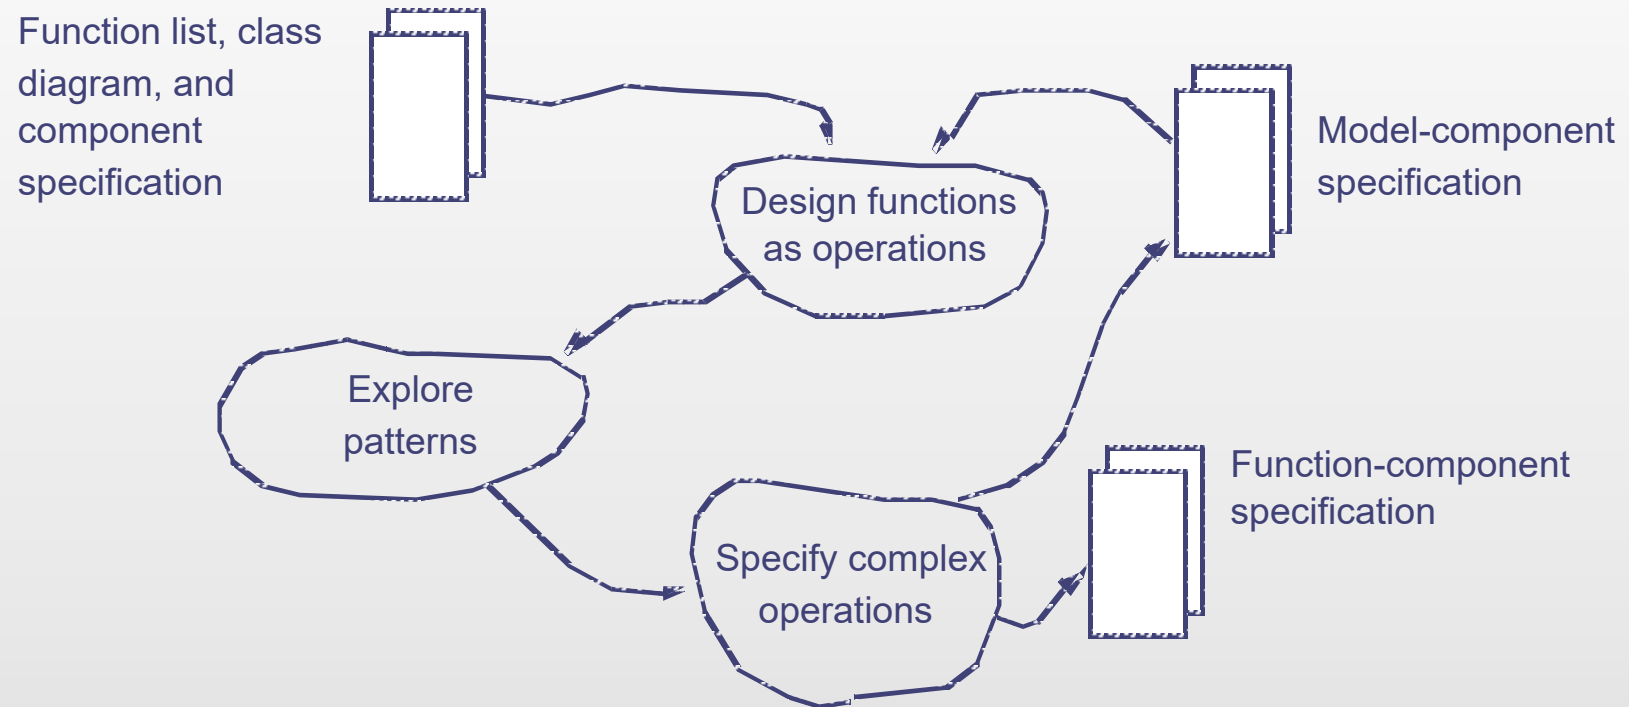 Function list, class
diagram, and
component
specification
Model-component
specification
Design functions
as operations
Explore
patterns
Function-component
specification
Specify complex
operations